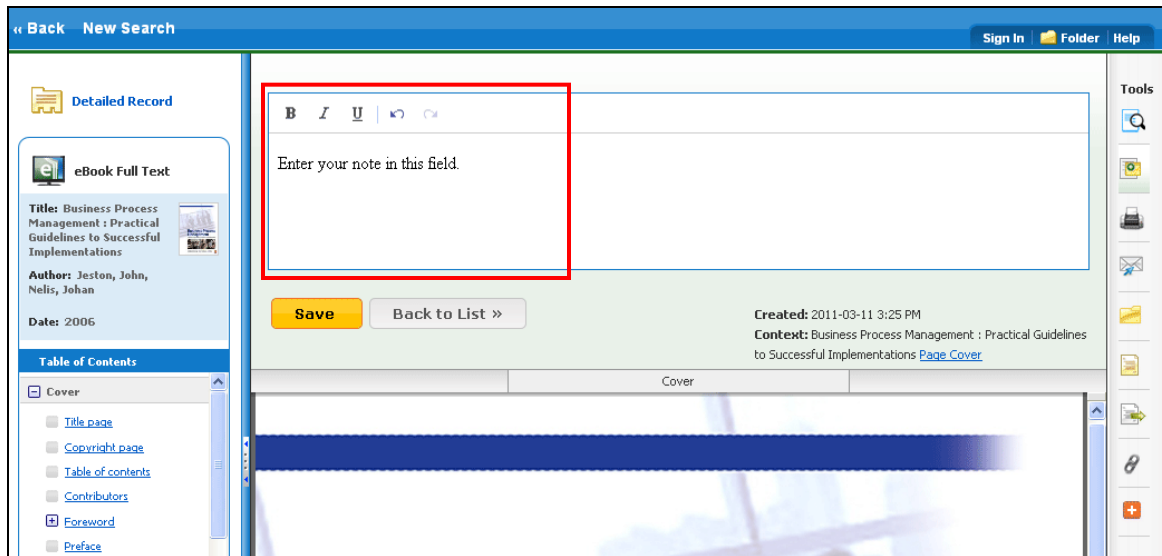 ‹‹ Back New Search
Sign In Folder Help
Detailed Record
eBook Full Text
Title: Business Process
Management : Practical
Guidelines to Successful
Implementations
Author: Jeston, John,
Nelis, Johan
Date: 2006
Table of Contents
Cover
Title page
Copyright page
Table of contents
Contributors
Foreword
Preface
B I U
Enter your note in this field.
Save Back to List »
Created: 2011-03-11 3:25 PM
Context: Business Process Management : Practical Guidelines
to Successful Implementations Page Cover
Cover
Tools